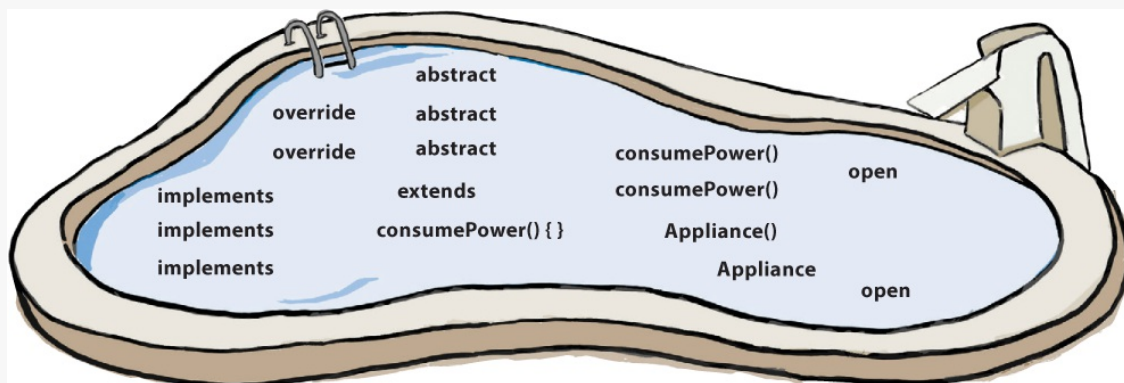 abstract
override abstract
override abstract consumePower() open
implements extends consumePower()
implements consumePower() { } Appliance()
implements Appliance
open